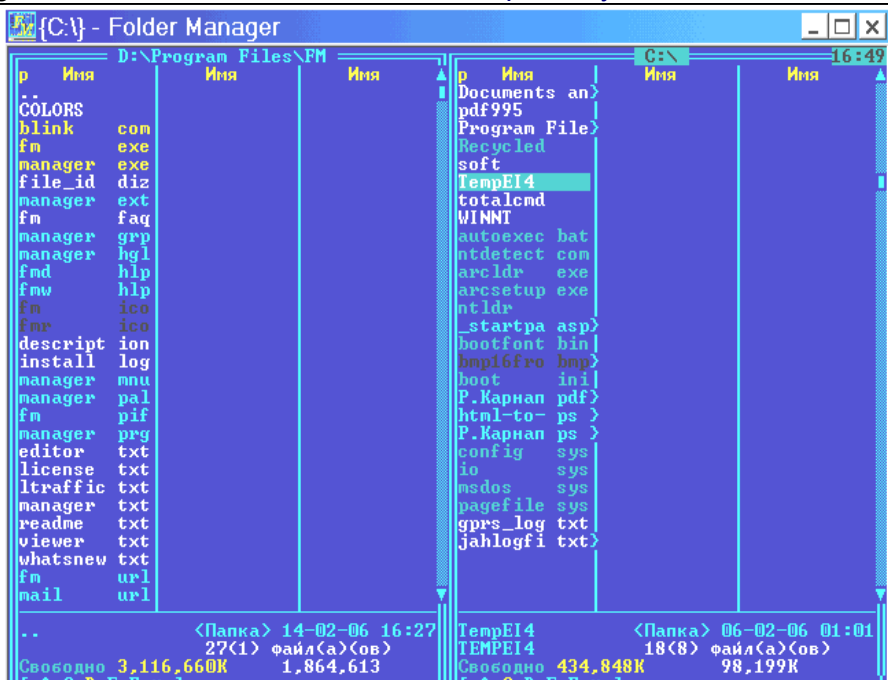 {C:\} - Folder Manager
D:\Program Files\FM
р Имя Имя Имя
..
COLORS
blink com
fm exe
manager exe
file_id diz
manager ext
fm faq
manager grp
manager hgl
fmd hlp
fmw hlp
fm ico
fmr ico
descript ion
install log
manager mnu
manager pal
fm pif
manager prg
editor txt
license txt
ltraffic txt
manager txt
readme txt
viewer txt
whatsnew txt
fm url
mail url
.. <Папка> 14-02-06 16:27
27(1) файл(а)(ов)
Свободно 3,116,660K 1,864,613
C:\ 16:49
р Имя Имя Имя
Documents an}
pdf995
Program File}
Recycled
soft
TempEI4
totalcmd
WINNT
autoexec bat
ntdetect com
arcldr exe
arcsetup exe
ntldr
_startpa asp}
bootfont bin
bmp16fro bmp}
boot ini
Р.Карнап pdf}
html-to- ps }
Р.Карнап ps }
config sys
io sys
msdos sys
pagefile sys
gprs_log txt
jahlogfi txt}
TempEI4 <Папка> 06-02-06 01:01
TEMPEI4 18(8) файл(а)(ов)
Свободно 434,848K 98,199K